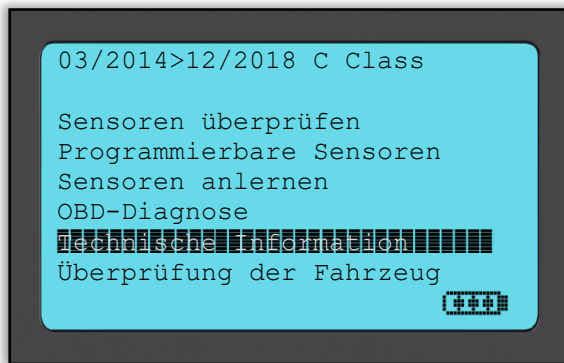 03/2014>12/2018 C Class
Sensoren überprüfen
Programmierbare Sensoren
Sensoren anlernen
OBD-Diagnose
Technische Information
Überprüfung der Fahrzeug